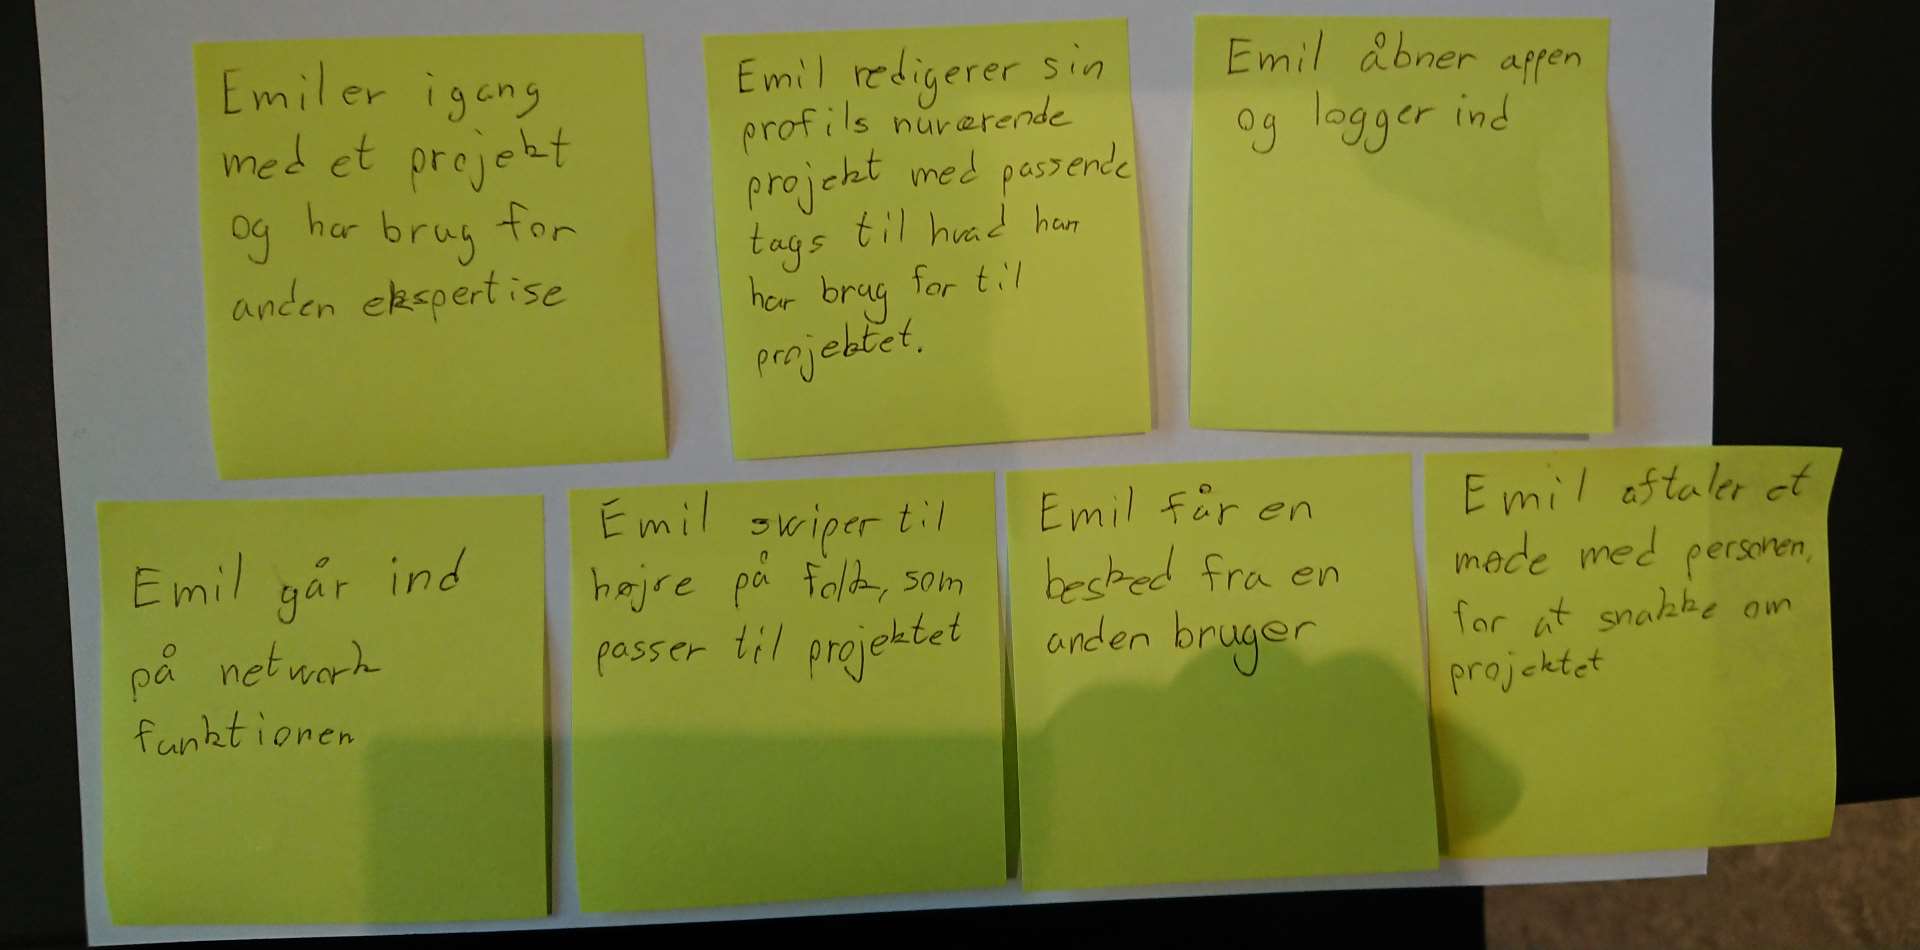 Emil er igang
med et projekt
og har brug for
anden ekspertise
Emil redigerer sin
profils nuværende
projekt med passende
tags til hvad han
har brug for til
projektet.
Emil åbner appen
og logger ind
Emil går ind
på network
funktionen
Emil swiper til
højre på folk, som
passer til projektet
Emil får en
besked fra en
anden bruger
Emil aftaler et
møde med personen,
for at snakke om
projektet